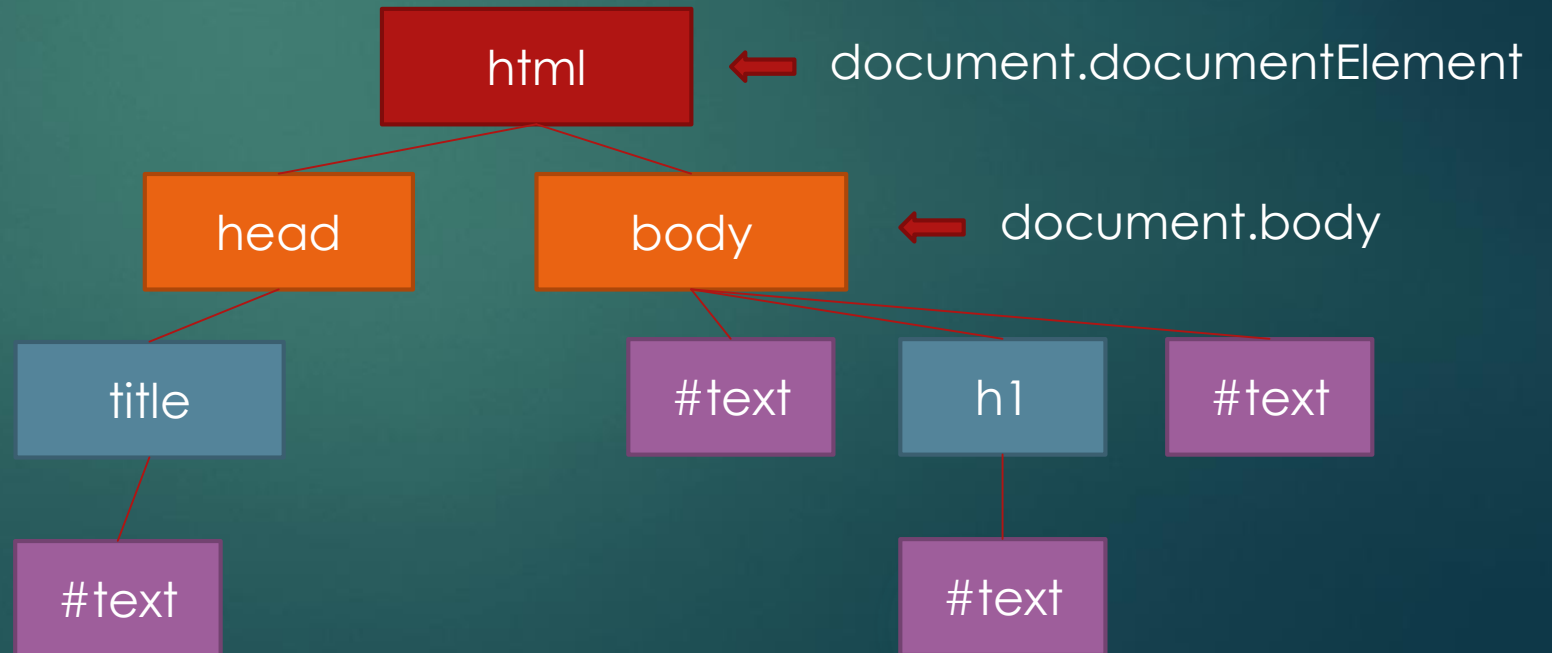 html
document.documentElement
head
body
document.body
title
#text
h1
#text
#text
#text